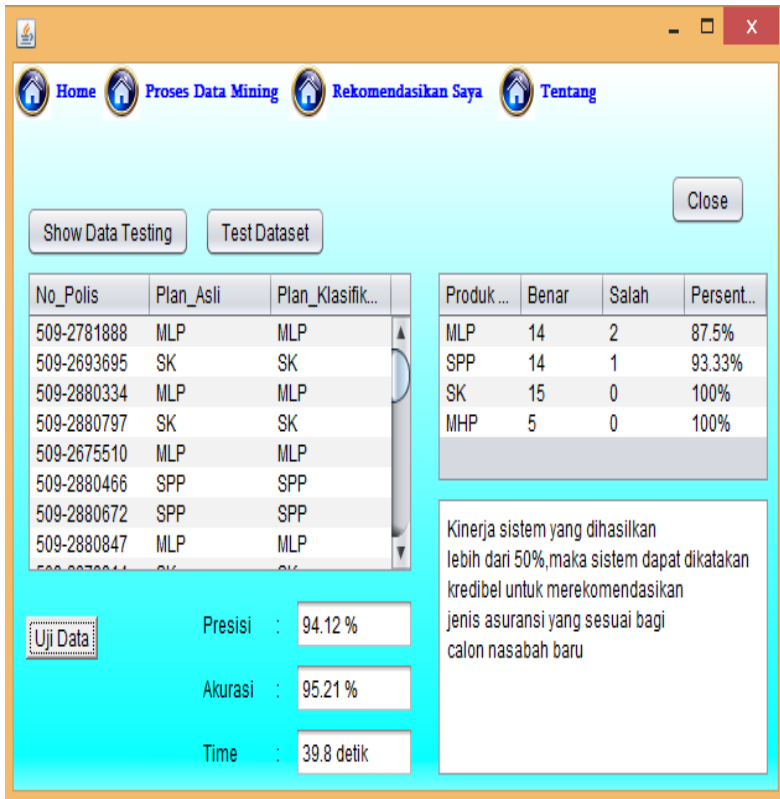 X
Home Proses Data Mining Rekomendasikan Saya Tentang
Close
Show Data Testing Test Dataset
No_Polis Plan_Asli Plan_Klasifik...
509-2781888 MLP MLP
509-2693695 SK SK
509-2880334 MLP MLP
509-2880797 SK SK
509-2675510 MLP MLP
509-2880466 SPP SPP
509-2880672 SPP SPP
509-2880847 MLP MLP
Produk ... Benar Salah Persent...
MLP 14 2 87.5%
SPP 14 1 93.33%
SK 15 0 100%
MHP 5 0 100%
Kinerja sistem yang dihasilkan
lebih dari 50%,maka sistem dapat dikatakan
kredibel untuk merekomendasikan
jenis asuransi yang sesuai bagi
calon nasabah baru
Uji Data
Presisi : 94.12 %
Akurasi : 95.21 %
Time : 39.8 detik